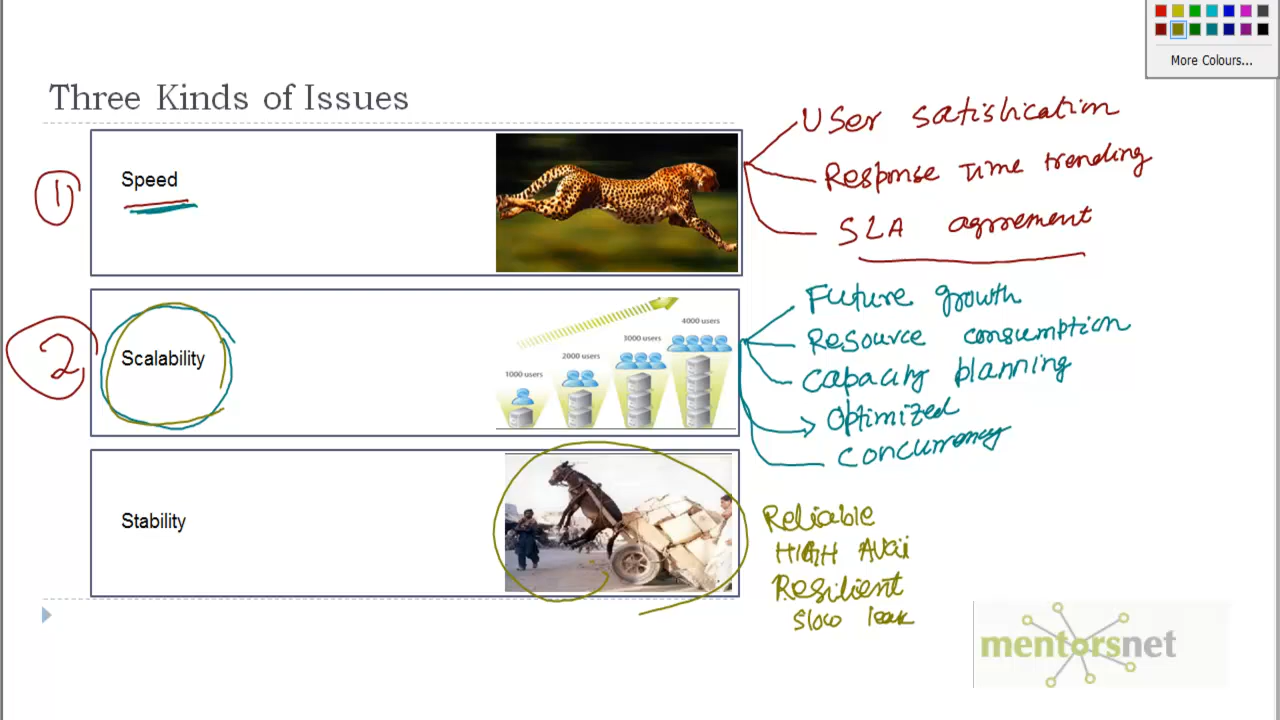 More Colours...
Three Kinds of Issues
1
Speed
User satisfication
Response Time trending
SLA agrrement
2
Scalability
1000 users
2000 users
3000 users
4000 users
Future growth
Resource consumption
Capacity planning
Optimized
Concurrency
Stability
Reliable
HIGH Avai
Resilient
Slow leak
mentorsnet